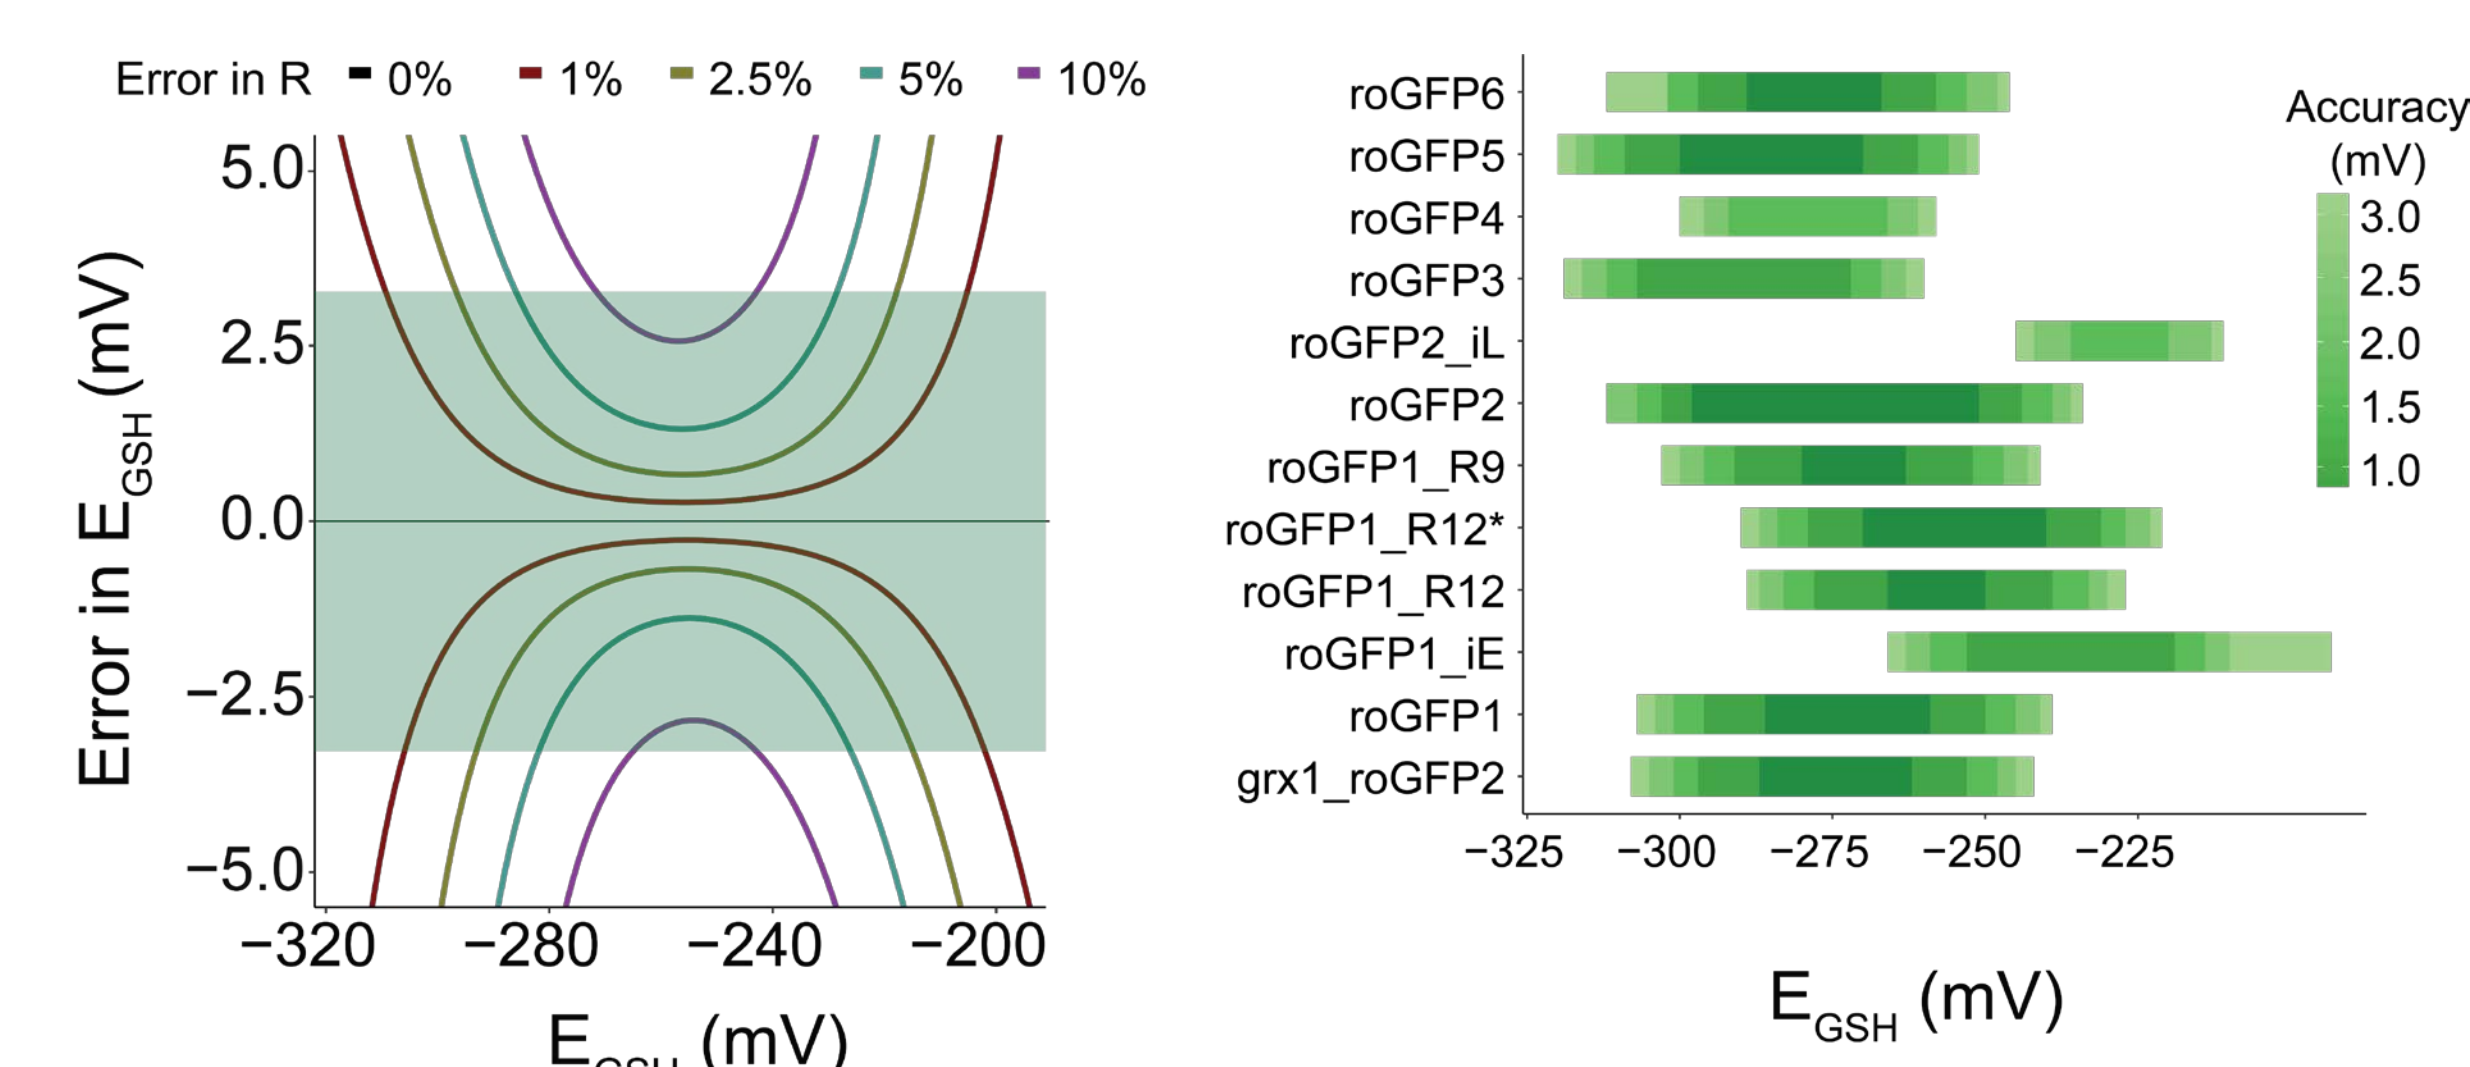 Error in R 0% 1% 2.5% 5% 10%
5.0
2.5
0.0
−2.5
−5.0
Error in EGSH (mV)
−320 −280 −240 −200
EGSH (mV)
roGFP6
roGFP5
roGFP4
roGFP3
roGFP2_iL
roGFP2
roGFP1_R9
roGFP1_R12*
roGFP1_R12
roGFP1_iE
roGFP1
grx1_roGFP2
−325 −300 −275 −250 −225
EGSH (mV)
Accuracy
(mV)
3.0
2.5
2.0
1.5
1.0